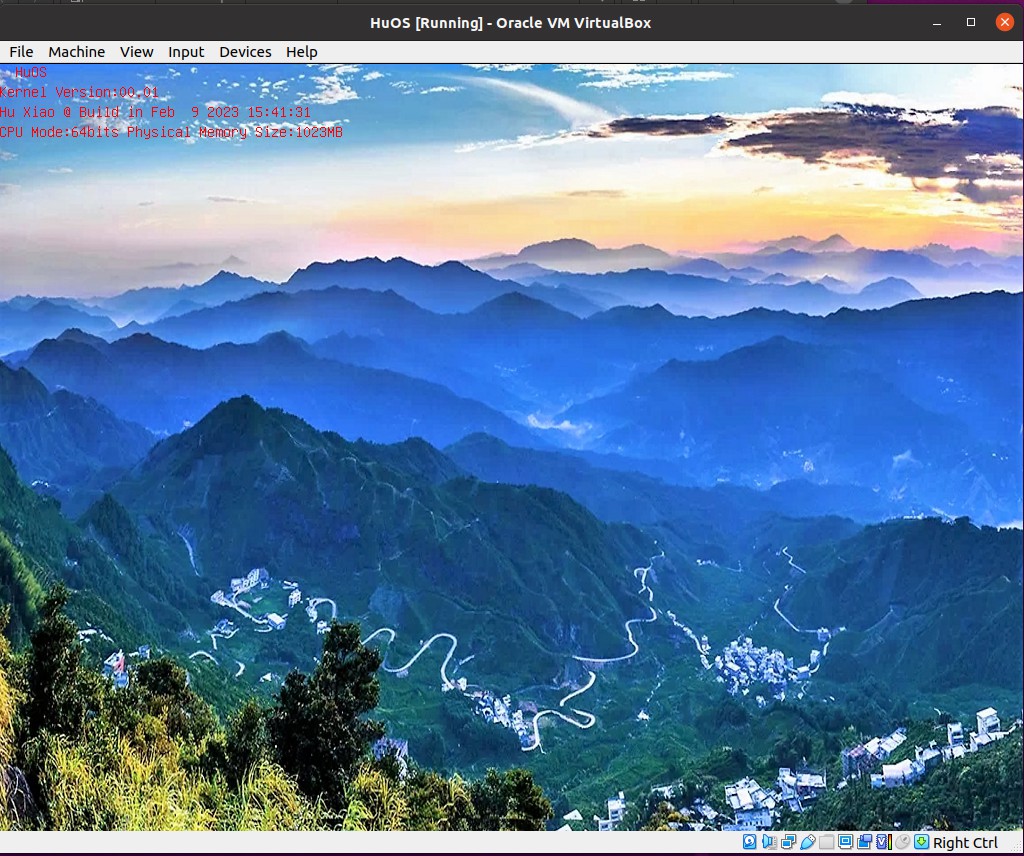 HuOS [Running] - Oracle VM VirtualBox
File Machine View Input Devices Help
HuOS
Kernel Version:00.01
Hu Xiao @ Build in Feb  9 2023 15:41:31
CPU Mode:64bits Physical Memory Size:1023MB
Right Ctrl